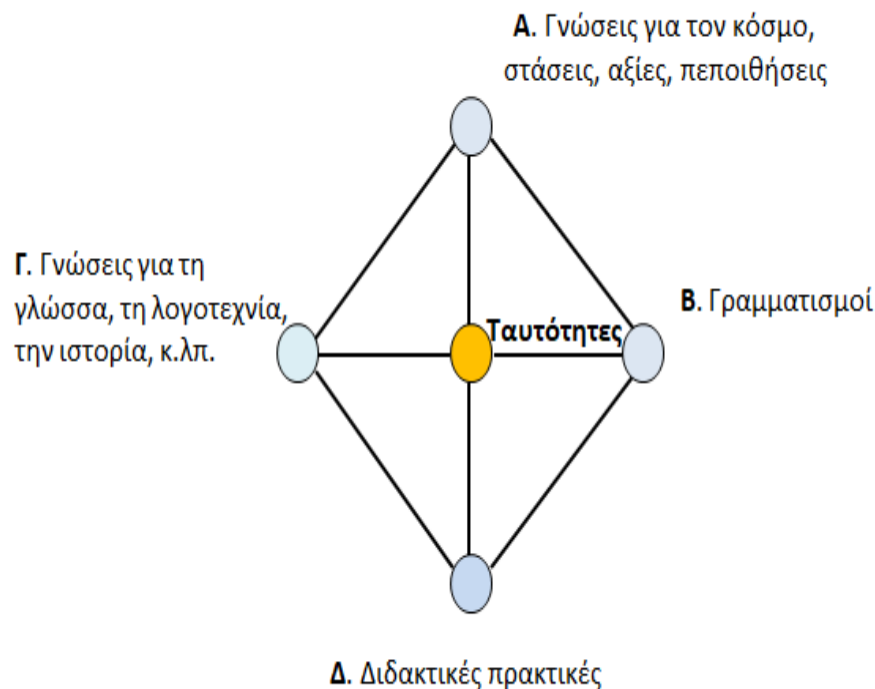 Α. Γνώσεις για τον κόσμο,
στάσεις, αξίες, πεποιθήσεις
Γ. Γνώσεις για τη
γλώσσα, τη λογοτεχνία,
την ιστορία, κ.λπ.
Ταυτότητες
Β. Γραμματισμοί
Δ. Διδακτικές πρακτικές